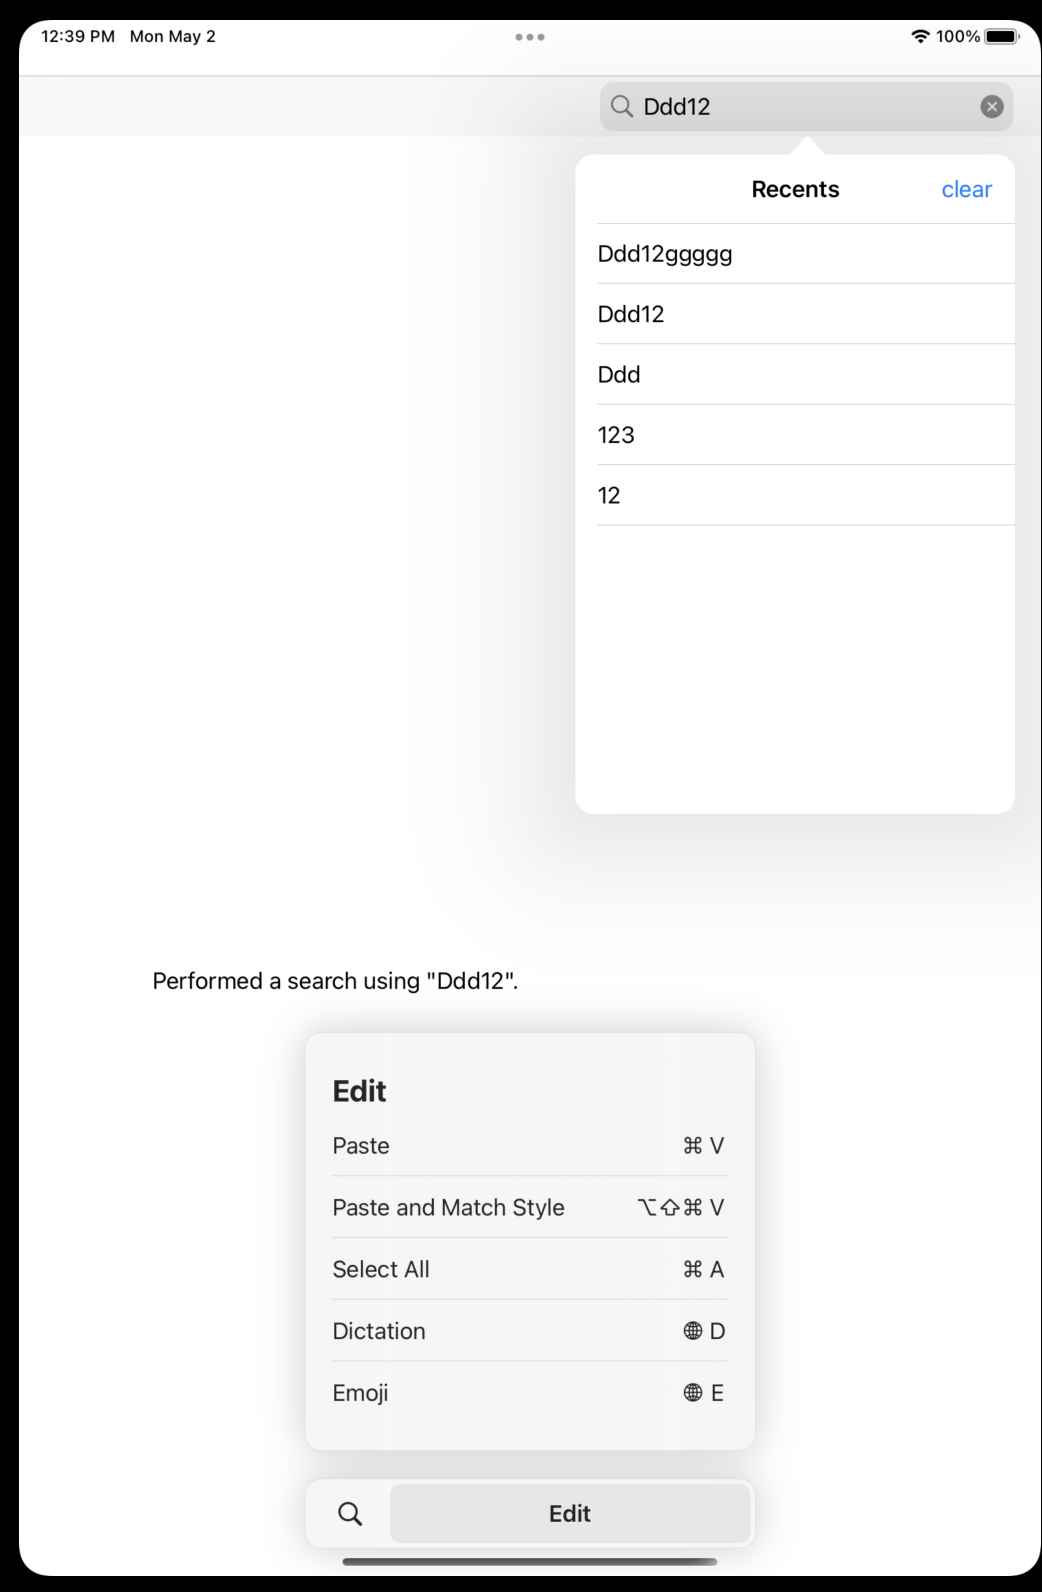 12:39 PM Mon May 2
100%
Ddd12
Recents clear
Ddd12ggggg
Ddd12
Ddd
123
12
Performed a search using "Ddd12".
Edit
Paste ⌘ V
Paste and Match Style ⌥⇧⌘ V
Select All ⌘ A
Dictation 🌐 D
Emoji 🌐 E
Edit